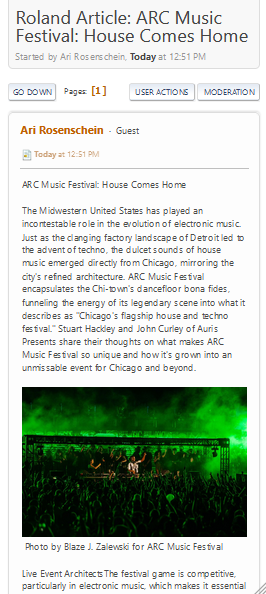 Roland Article: ARC Music
Festival: House Comes Home
Started by Ari Rosenschein, Today at 12:51 PM
GO DOWN
Pages: [1]
USER ACTIONS
MODERATION
Ari Rosenschein · Guest
Today at 12:51 PM
ARC Music Festival: House Comes Home
The Midwestern United States has played an
incontestable role in the evolution of electronic music.
Just as the clanging factory landscape of Detroit led to
the advent of techno, the dulcet sounds of house
music emerged directly from Chicago, mirroring the
city's refined architecture. ARC Music Festival
encapsulates the Chi-town's dancefloor bona fides,
funneling the energy of its legendary scene into what it
describes as "Chicago's flagship house and techno
festival." Stuart Hackley and John Curley of Auris
Presents share their thoughts on what makes ARC
Music Festival so unique and how it's grown into an
unmissable event for Chicago and beyond.
Photo by Blaze J. Zalewski for ARC Music Festival
Live Event Architects The festival game is competitive,
particularly in electronic music, which makes it essential